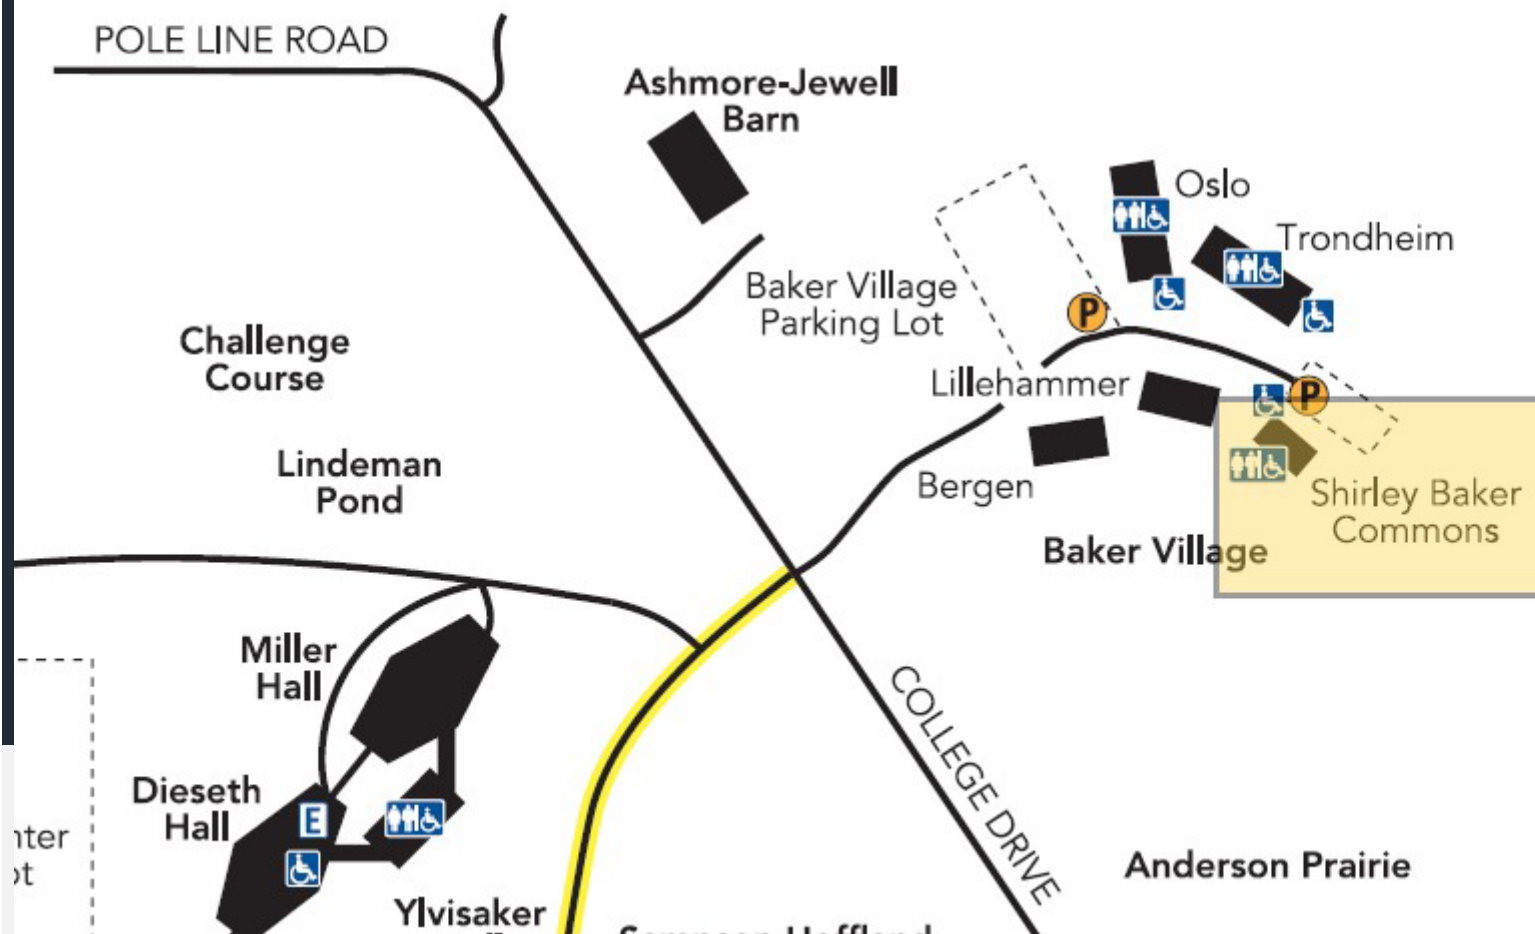 POLE LINE ROAD
Ashmore-Jewell
Barn
Oslo
Trondheim
Baker Village
Parking Lot
P
Challenge
Course
Lillehammer
P
Lindeman
Pond
Bergen
Shirley Baker
Commons
Baker Village
Miller
Hall
COLLEGE DRIVE
Dieseth
Hall
E
Anderson Prairie
Ylvisaker